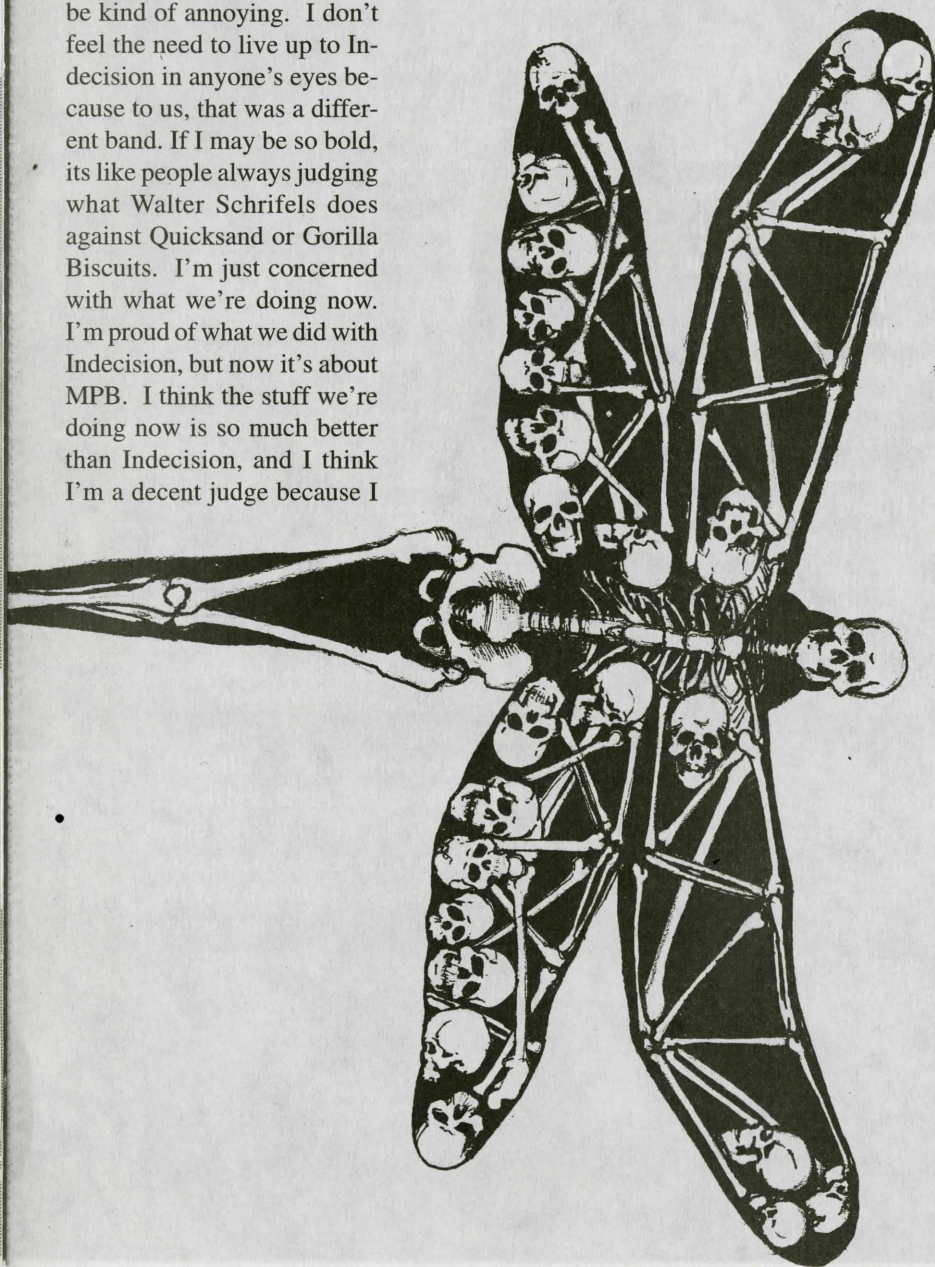 be kind of annoying.  I don't
feel the need to live up to In-
decision in anyone's eyes be-
cause to us, that was a differ-
ent band. If I may be so bold,
its like people always judging
what Walter Schrifels does
against Quicksand or Gorilla
Biscuits.  I'm just concerned
with what we're doing now.
I'm proud of what we did with
Indecision, but now it's about
MPB.  I think the stuff we're
doing now is so much better
than Indecision, and I think
I'm a decent judge because I